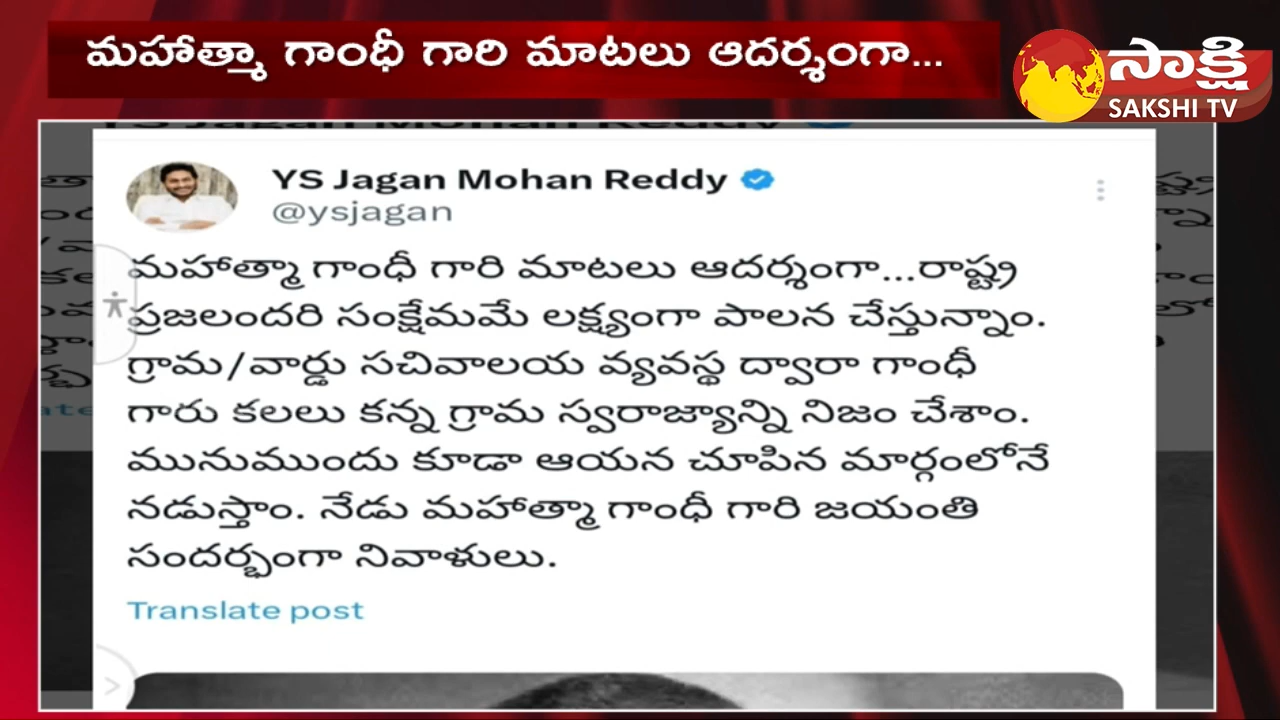 మహాత్మా గాంధీ గారి మాటలు ఆదర్శంగా...
సాక్షి
SAKSHI TV
YS Jagan Mohan Reddy
@ysjagan
మహాత్మా గాంధీ గారి మాటలు ఆదర్శంగా...రాష్ట్ర
ప్రజలందరి సంక్షేమమే లక్ష్యంగా పాలన చేస్తున్నాం.
గ్రామ/వార్డు సచివాలయ వ్యవస్థ ద్వారా గాంధీ
గారు కలలు కన్న గ్రామ స్వరాజ్యాన్ని నిజం చేశాం.
మునుముందు కూడా ఆయన చూపిన మార్గంలోనే
నడుస్తాం. నేడు మహాత్మా గాంధీ గారి జయంతి
సందర్భంగా నివాళులు.
Translate post